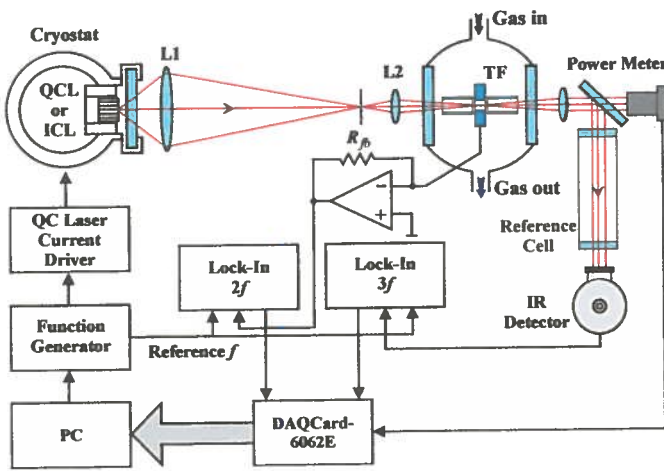 Gas in
Cryostat
L1
L2
TF
Power Meter
QCL
or
ICL
Rfb
Gas out
QC Laser
Current
Driver
Reference
Cell
Lock-In
2f
Lock-In
3f
IR
Detector
Function
Generator
Reference f
PC
DAQCard-
6062E